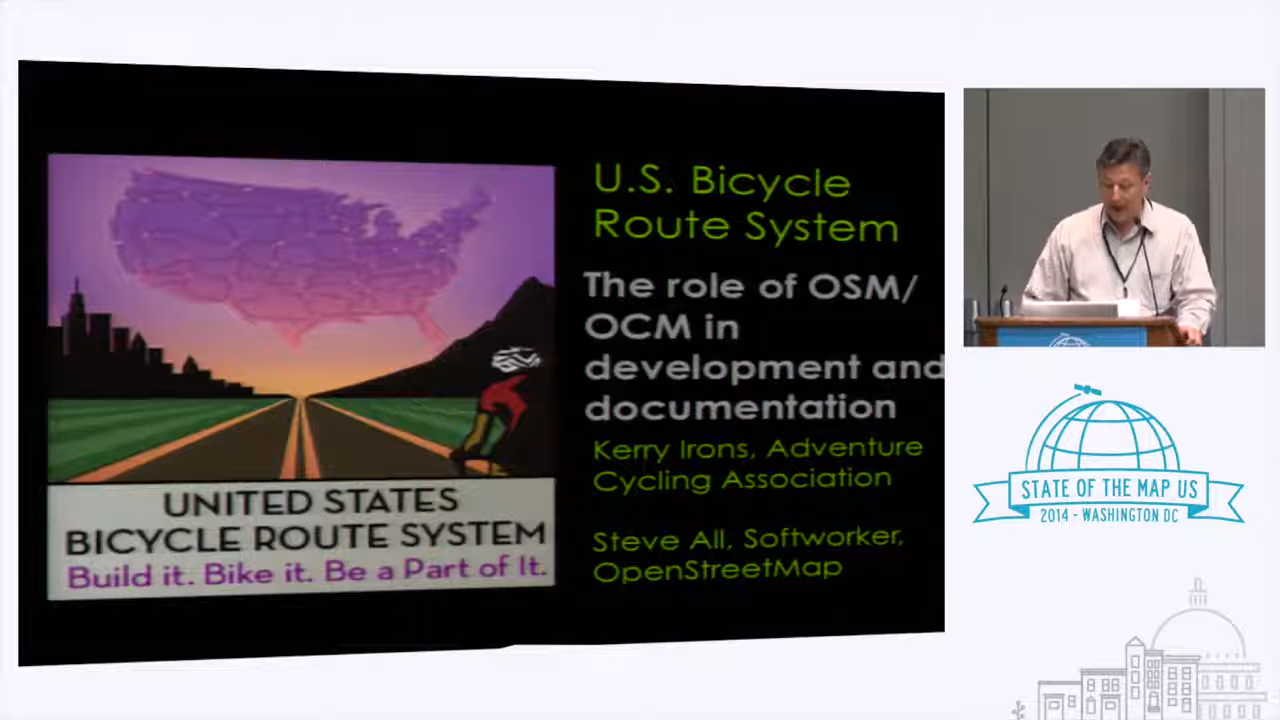 U.S. Bicycle
Route System
The role of OSM/
OCM in
development and
documentation
Kerry Irons, Adventure
Cycling Association
Steve All, Softworker,
OpenStreetMap
UNITED STATES
BICYCLE ROUTE SYSTEM
Build it. Bike it. Be a Part of It.
STATE OF THE MAP US
2014 - WASHINGTON DC